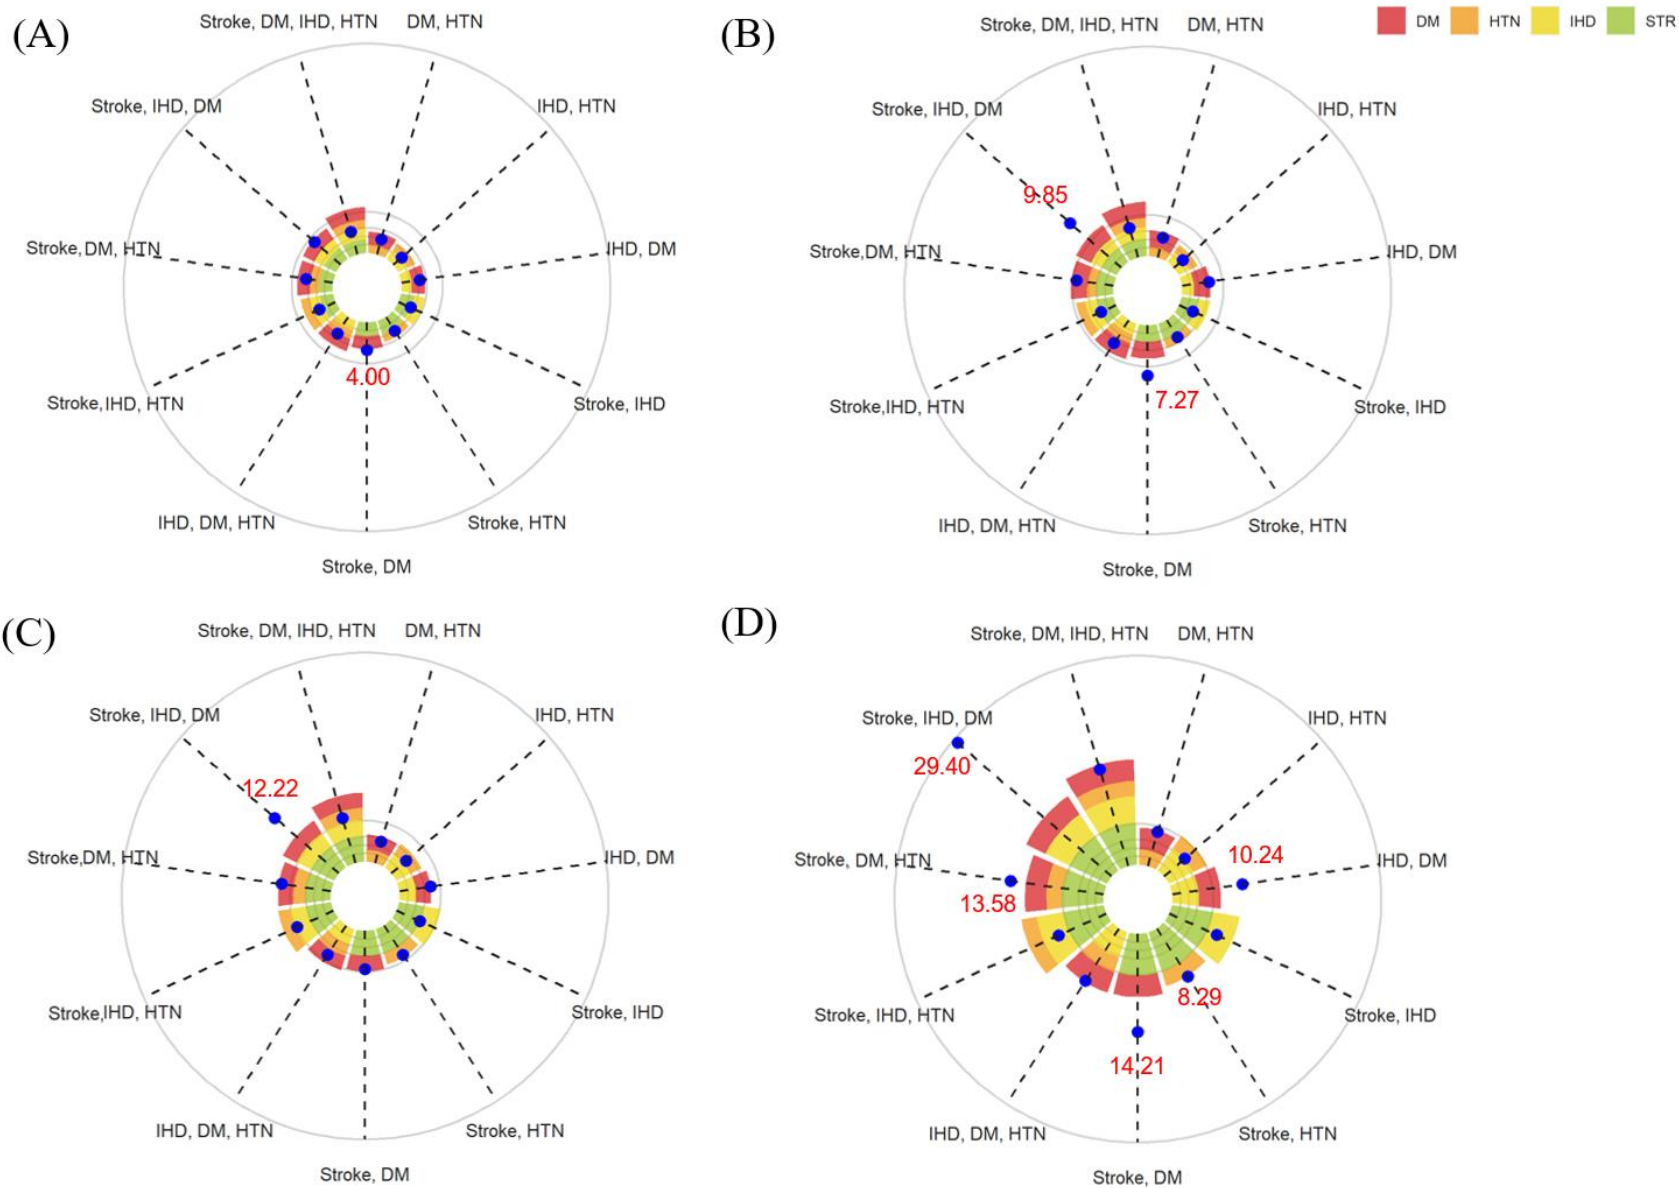 (A)
Stroke, DM, IHD, HTN
DM, HTN
Stroke, IHD, DM
IHD, HTN
Stroke,DM, HTN
IHD, DM
4.00
Stroke,IHD, HTN
Stroke, IHD
IHD, DM, HTN
Stroke, HTN
Stroke, DM
(B)
DM
HTN
IHD
STR
Stroke, DM, IHD, HTN
DM, HTN
Stroke, IHD, DM
IHD, HTN
9.85
Stroke,DM, HTN
IHD, DM
7.27
Stroke,IHD, HTN
Stroke, IHD
IHD, DM, HTN
Stroke, HTN
Stroke, DM
(C)
Stroke, DM, IHD, HTN
DM, HTN
Stroke, IHD, DM
IHD, HTN
12.22
Stroke,DM, HTN
IHD, DM
Stroke,IHD, HTN
Stroke, IHD
IHD, DM, HTN
Stroke, HTN
Stroke, DM
(D)
Stroke, DM, IHD, HTN
DM, HTN
Stroke, IHD, DM
IHD, HTN
29.40
Stroke, DM, HTN
10.24
IHD, DM
13.58
8.29
Stroke, IHD, HTN
Stroke, IHD
14.21
IHD, DM, HTN
Stroke, HTN
Stroke, DM